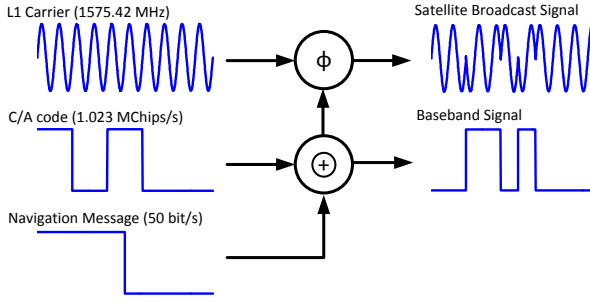 L1 Carrier (1575.42 MHz)
Satellite Broadcast Signal
ϕ
C/A code (1.023 MChips/s)
Baseband Signal
+
Navigation Message (50 bit/s)